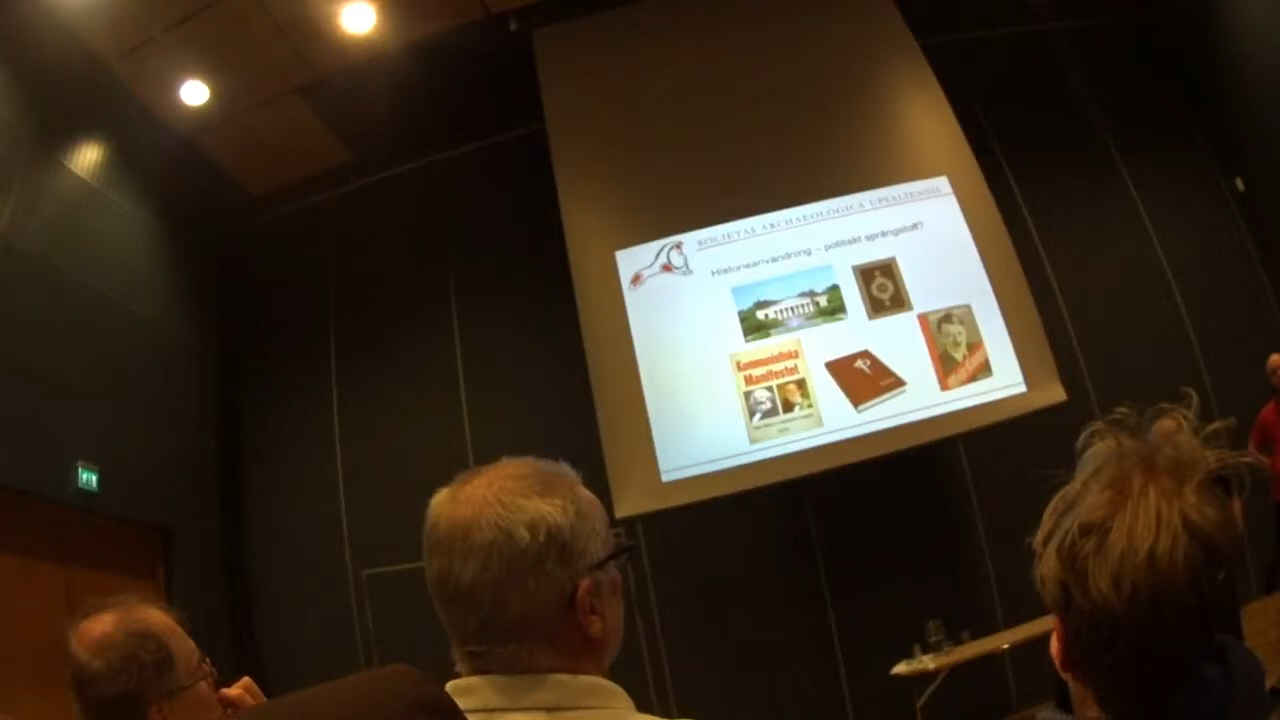 SOCIETAS ARCHAEOLOGICA UPSALIENSIS
Historieanvändning – politiskt sprängstoff?
Kommunistiska
Manifestet